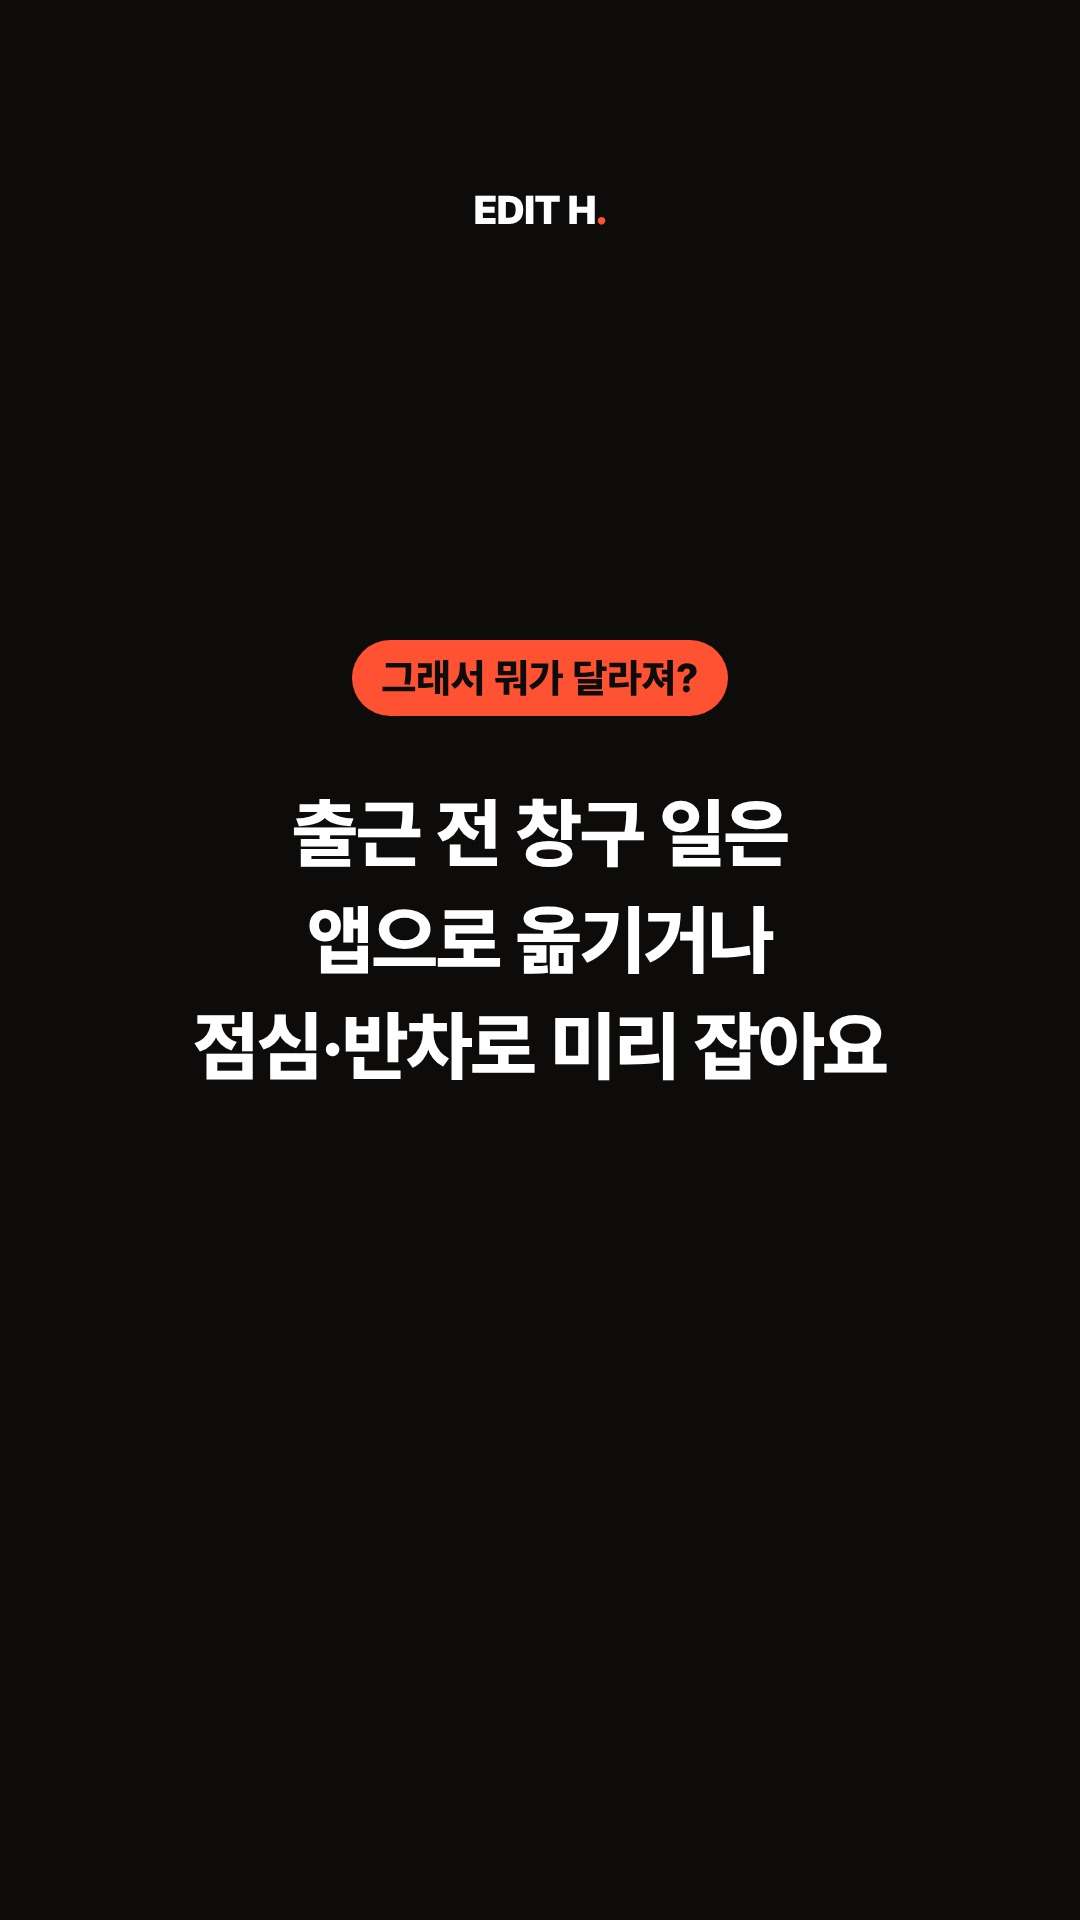 EDIT H.
그래서 뭐가 달라져?
출근 전 창구 일은
앱으로 옮기거나
점심·반차로 미리 잡아요